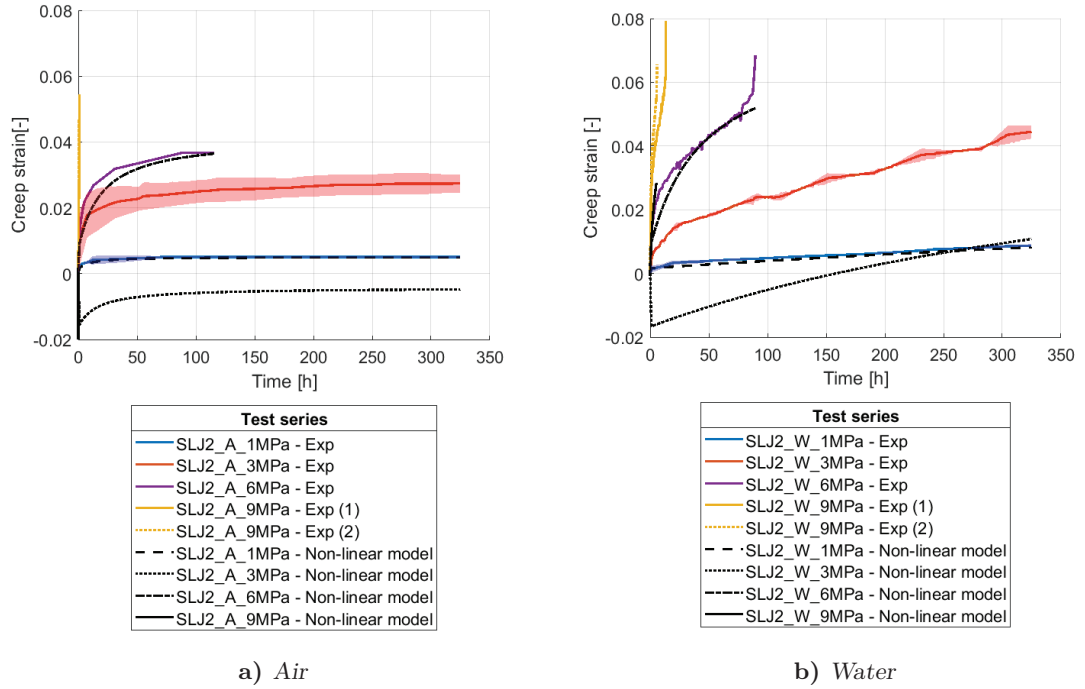 0.08
0.06
0.04
0.02
0
-0.02
Creep strain[-]
0 50 100 150 200 250 300 350
Time [h]
Test series
SLJ2_A_1MPa - Exp
SLJ2_A_3MPa - Exp
SLJ2_A_6MPa - Exp
SLJ2_A_9MPa - Exp (1)
SLJ2_A_9MPa - Exp (2)
SLJ2_A_1MPa - Non-linear model
SLJ2_A_3MPa - Non-linear model
SLJ2_A_6MPa - Non-linear model
SLJ2_A_9MPa - Non-linear model
a) Air
0.08
0.06
0.04
0.02
0
-0.02
Creep strain [-]
0 50 100 150 200 250 300 350
Time [h]
Test series
SLJ2_W_1MPa - Exp
SLJ2_W_3MPa - Exp
SLJ2_W_6MPa - Exp
SLJ2_W_9MPa - Exp (1)
SLJ2_W_9MPa - Exp (2)
SLJ2_W_1MPa - Non-linear model
SLJ2_W_3MPa - Non-linear model
SLJ2_W_6MPa - Non-linear model
SLJ2_W_9MPa - Non-linear model
b) Water